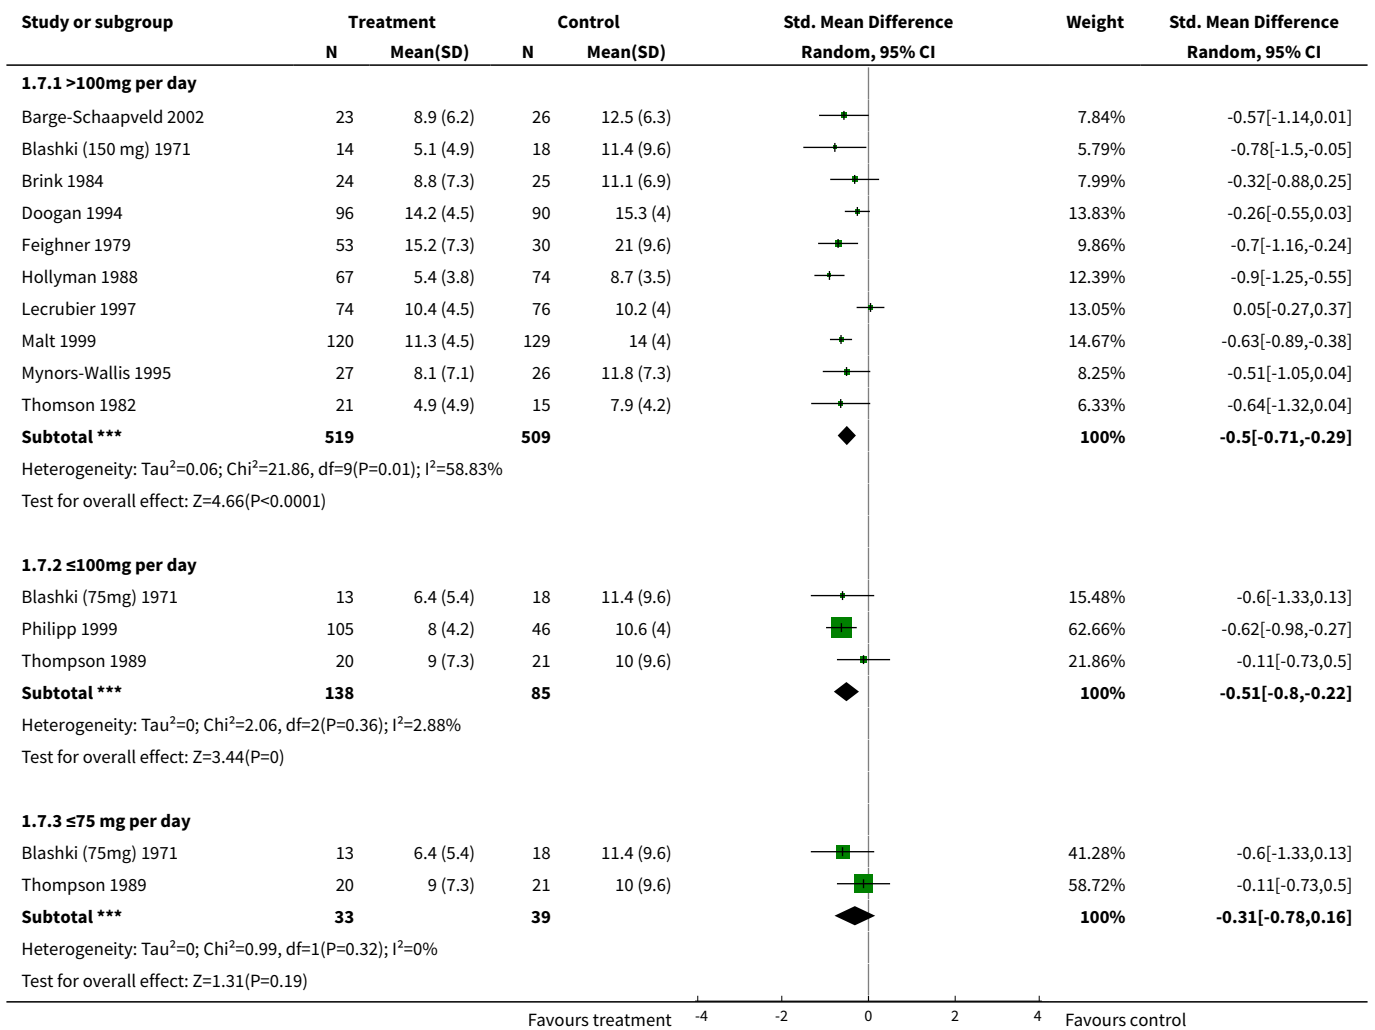 Study or subgroup Treatment Control Std. Mean Difference Weight Std. Mean Difference
N Mean(SD) N Mean(SD) Random, 95% CI Random, 95% CI
1.7.1 >100mg per day
Barge-Schaapveld 2002 23 8.9 (6.2) 26 12.5 (6.3) 7.84% -0.57[-1.14,0.01]
Blashki (150 mg) 1971 14 5.1 (4.9) 18 11.4 (9.6) 5.79% -0.78[-1.5,-0.05]
Brink 1984 24 8.8 (7.3) 25 11.1 (6.9) 7.99% -0.32[-0.88,0.25]
Doogan 1994 96 14.2 (4.5) 90 15.3 (4) 13.83% -0.26[-0.55,0.03]
Feighner 1979 53 15.2 (7.3) 30 21 (9.6) 9.86% -0.7[-1.16,-0.24]
Hollyman 1988 67 5.4 (3.8) 74 8.7 (3.5) 12.39% -0.9[-1.25,-0.55]
Lecrubier 1997 74 10.4 (4.5) 76 10.2 (4) 13.05% 0.05[-0.27,0.37]
Malt 1999 120 11.3 (4.5) 129 14 (4) 14.67% -0.63[-0.89,-0.38]
Mynors-Wallis 1995 27 8.1 (7.1) 26 11.8 (7.3) 8.25% -0.51[-1.05,0.04]
Thomson 1982 21 4.9 (4.9) 15 7.9 (4.2) 6.33% -0.64[-1.32,0.04]
Subtotal *** 519 509 100% -0.5[-0.71,-0.29]
Heterogeneity: Tau²=0.06; Chi²=21.86, df=9(P=0.01); I²=58.83%
Test for overall effect: Z=4.66(P<0.0001)
1.7.2 ≤100mg per day
Blashki (75mg) 1971 13 6.4 (5.4) 18 11.4 (9.6) 15.48% -0.6[-1.33,0.13]
Philipp 1999 105 8 (4.2) 46 10.6 (4) 62.66% -0.62[-0.98,-0.27]
Thompson 1989 20 9 (7.3) 21 10 (9.6) 21.86% -0.11[-0.73,0.5]
Subtotal *** 138 85 100% -0.51[-0.8,-0.22]
Heterogeneity: Tau²=0; Chi²=2.06, df=2(P=0.36); I²=2.88%
Test for overall effect: Z=3.44(P=0)
1.7.3 ≤75 mg per day
Blashki (75mg) 1971 13 6.4 (5.4) 18 11.4 (9.6) 41.28% -0.6[-1.33,0.13]
Thompson 1989 20 9 (7.3) 21 10 (9.6) 58.72% -0.11[-0.73,0.5]
Subtotal *** 33 39 100% -0.31[-0.78,0.16]
Heterogeneity: Tau²=0; Chi²=0.99, df=1(P=0.32); I²=0%
Test for overall effect: Z=1.31(P=0.19)
Favours treatment -4 -2 0 2 4 Favours control